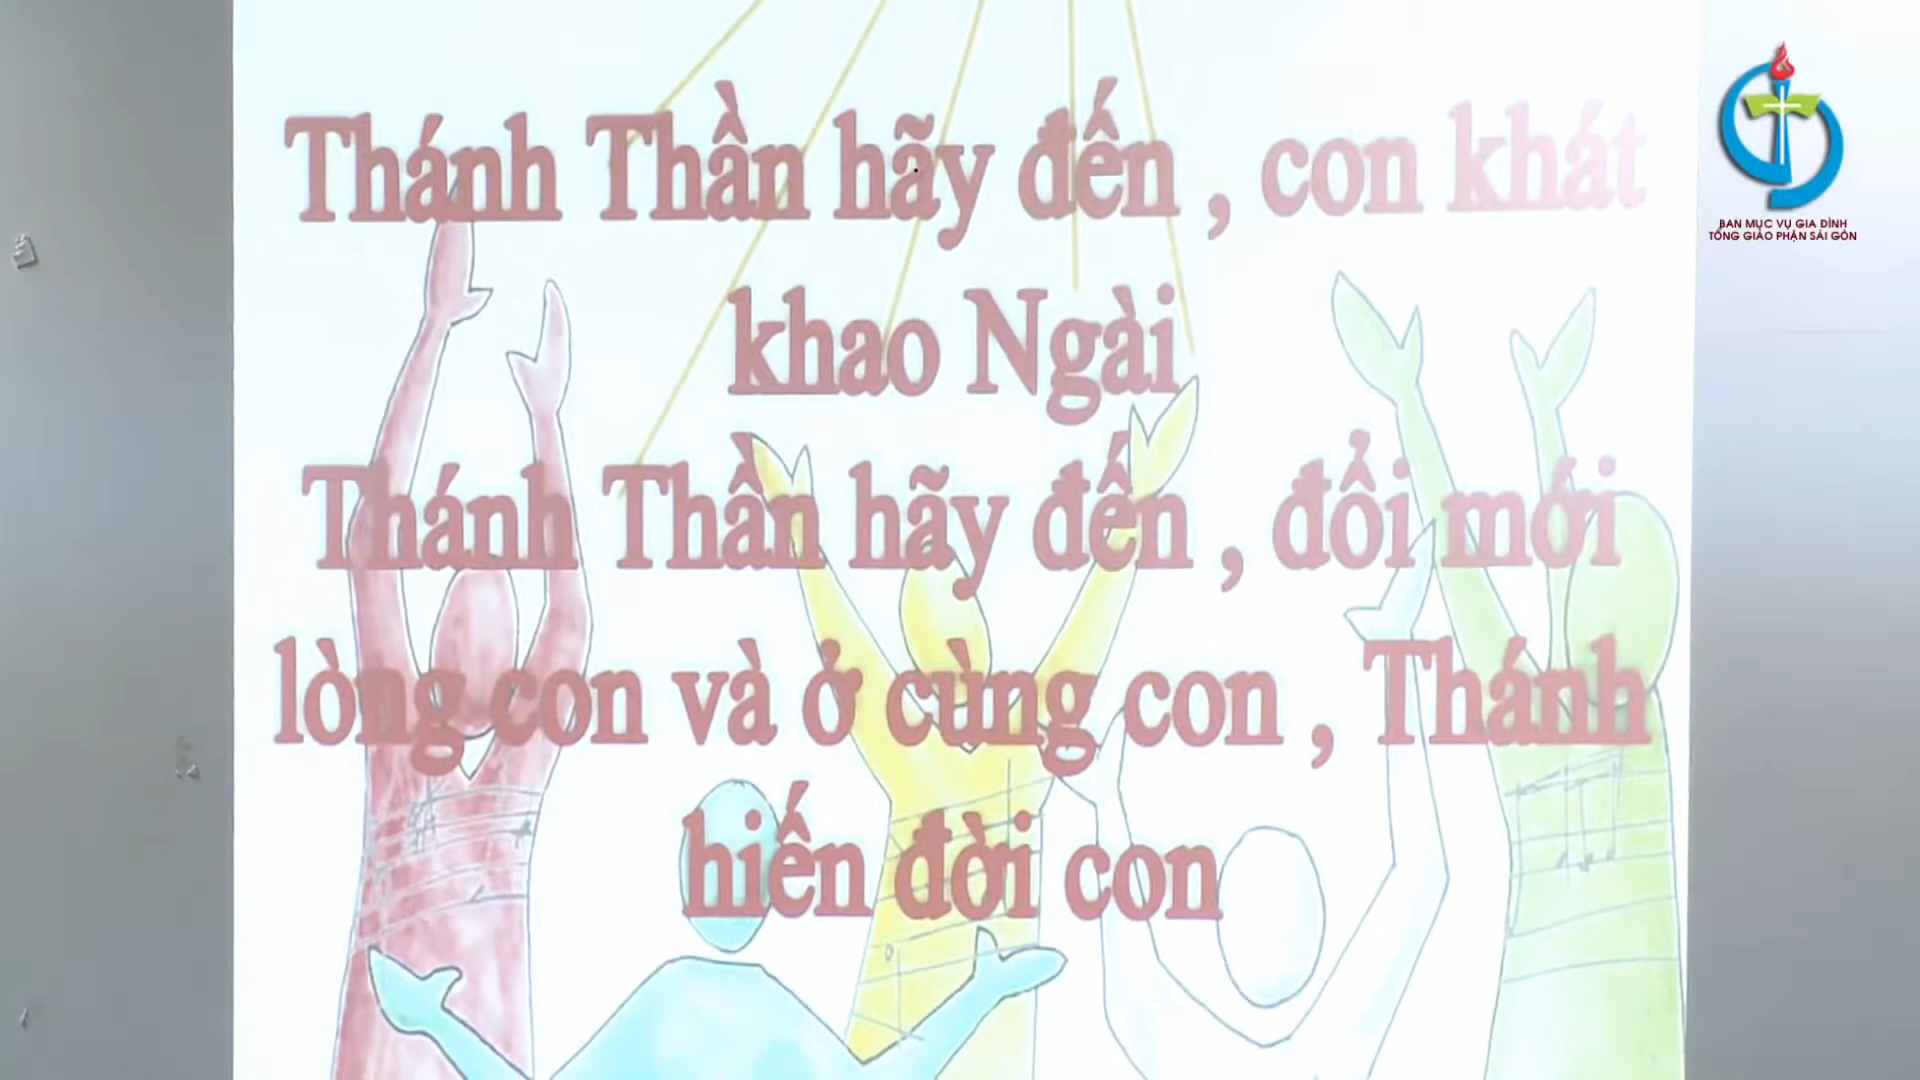 Thánh Thần hãy đến , con khát
khao Ngài
Thánh Thần hãy đến , đổi mới
lòng con và ở cùng con , Thánh
hiến đời con
BAN MỤC VỤ GIA ĐÌNH
TỔNG GIÁO PHẬN SÀI GÒN